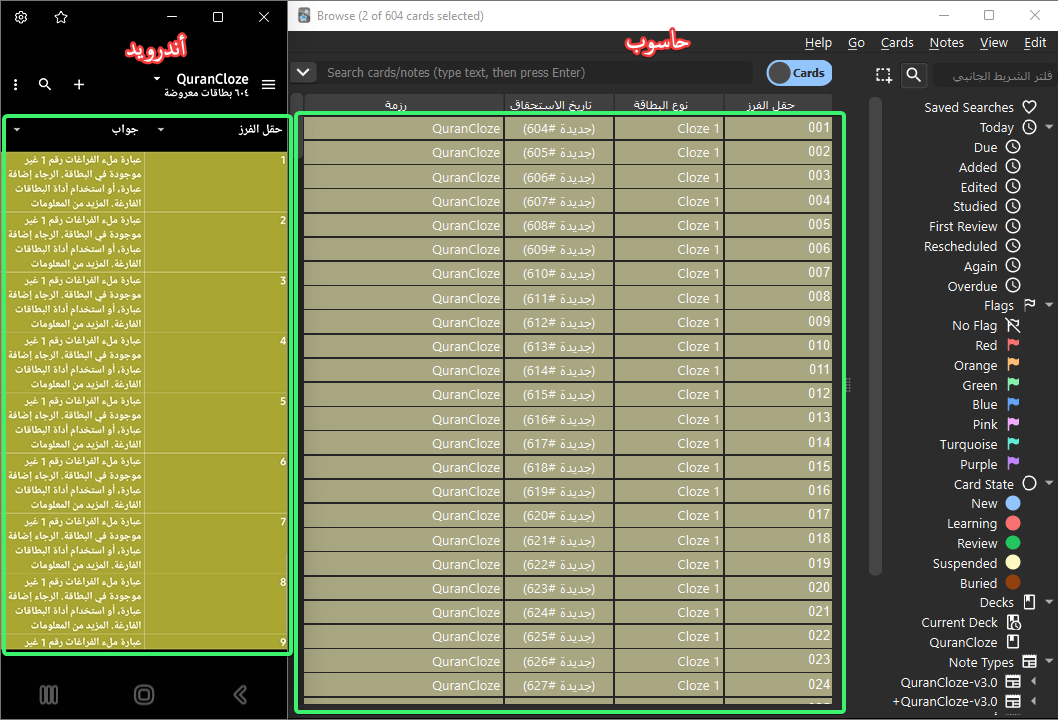 أندرويد
QuranCloze
٦٠٤ بطاقات معروضة
حقل الفرز جواب
1 عبارة ملء الفراغات رقم 1 غير
موجودة في البطاقة. الرجاء إضافة
عبارة، أو استخدام أداة البطاقات
الفارغة. المزيد من المعلومات
2 عبارة ملء الفراغات رقم 1 غير
موجودة في البطاقة. الرجاء إضافة
عبارة، أو استخدام أداة البطاقات
الفارغة. المزيد من المعلومات
3 عبارة ملء الفراغات رقم 1 غير
موجودة في البطاقة. الرجاء إضافة
عبارة، أو استخدام أداة البطاقات
الفارغة. المزيد من المعلومات
4 عبارة ملء الفراغات رقم 1 غير
موجودة في البطاقة. الرجاء إضافة
عبارة، أو استخدام أداة البطاقات
الفارغة. المزيد من المعلومات
5 عبارة ملء الفراغات رقم 1 غير
موجودة في البطاقة. الرجاء إضافة
عبارة، أو استخدام أداة البطاقات
الفارغة. المزيد من المعلومات
6 عبارة ملء الفراغات رقم 1 غير
موجودة في البطاقة. الرجاء إضافة
عبارة، أو استخدام أداة البطاقات
الفارغة. المزيد من المعلومات
7 عبارة ملء الفراغات رقم 1 غير
موجودة في البطاقة. الرجاء إضافة
عبارة، أو استخدام أداة البطاقات
الفارغة. المزيد من المعلومات
8 عبارة ملء الفراغات رقم 1 غير
موجودة في البطاقة. الرجاء إضافة
عبارة، أو استخدام أداة البطاقات
الفارغة. المزيد من المعلومات
9 عبارة ملء الفراغات رقم 1 غير
Browse (2 of 604 cards selected)
حاسوب
Help Go Cards Notes View Edit
Search cards/notes (type text, then press Enter)
Cards
فلتر الشريط الجانبي
حقل الفرز نوع البطاقة تاريخ الاستحقاق رزمة
001 Cloze 1 (جديدة #604) QuranCloze
002 Cloze 1 (جديدة #605) QuranCloze
003 Cloze 1 (جديدة #606) QuranCloze
004 Cloze 1 (جديدة #607) QuranCloze
005 Cloze 1 (جديدة #608) QuranCloze
006 Cloze 1 (جديدة #609) QuranCloze
007 Cloze 1 (جديدة #610) QuranCloze
008 Cloze 1 (جديدة #611) QuranCloze
009 Cloze 1 (جديدة #612) QuranCloze
010 Cloze 1 (جديدة #613) QuranCloze
011 Cloze 1 (جديدة #614) QuranCloze
012 Cloze 1 (جديدة #615) QuranCloze
013 Cloze 1 (جديدة #616) QuranCloze
014 Cloze 1 (جديدة #617) QuranCloze
015 Cloze 1 (جديدة #618) QuranCloze
016 Cloze 1 (جديدة #619) QuranCloze
017 Cloze 1 (جديدة #620) QuranCloze
018 Cloze 1 (جديدة #621) QuranCloze
019 Cloze 1 (جديدة #622) QuranCloze
020 Cloze 1 (جديدة #623) QuranCloze
021 Cloze 1 (جديدة #624) QuranCloze
022 Cloze 1 (جديدة #625) QuranCloze
023 Cloze 1 (جديدة #626) QuranCloze
024 Cloze 1 (جديدة #627) QuranCloze
Saved Searches
Today
Due
Added
Edited
Studied
First Review
Rescheduled
Again
Overdue
Flags
No Flag
Red
Orange
Green
Blue
Pink
Turquoise
Purple
Card State
New
Learning
Review
Suspended
Buried
Decks
Current Deck
QuranCloze
Note Types
QuranCloze-v3.0
+QuranCloze-v3.0